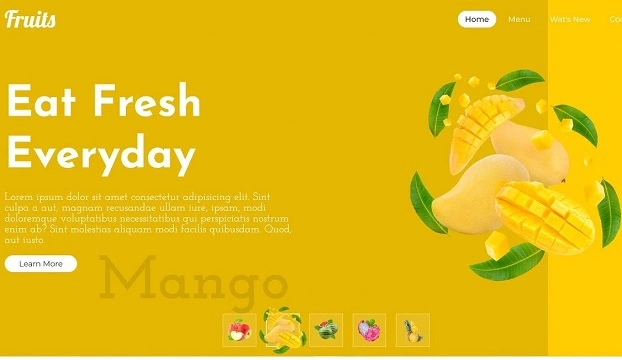 Fruits
Home Menu Wat's New
Eat Fresh
Everyday
Lorem ipsum dolor sit amet consectetur adipisicing elit. Sint
culpa a aut, magnam recusandae ullam iure, ipsam, modi
doloremque voluptatibus necessitatibus qui perspiciatis nostrum
enim ab? Sint molestias aliquam modi facilis quibusdam. Quod,
aut iusto.
Learn More
Mango